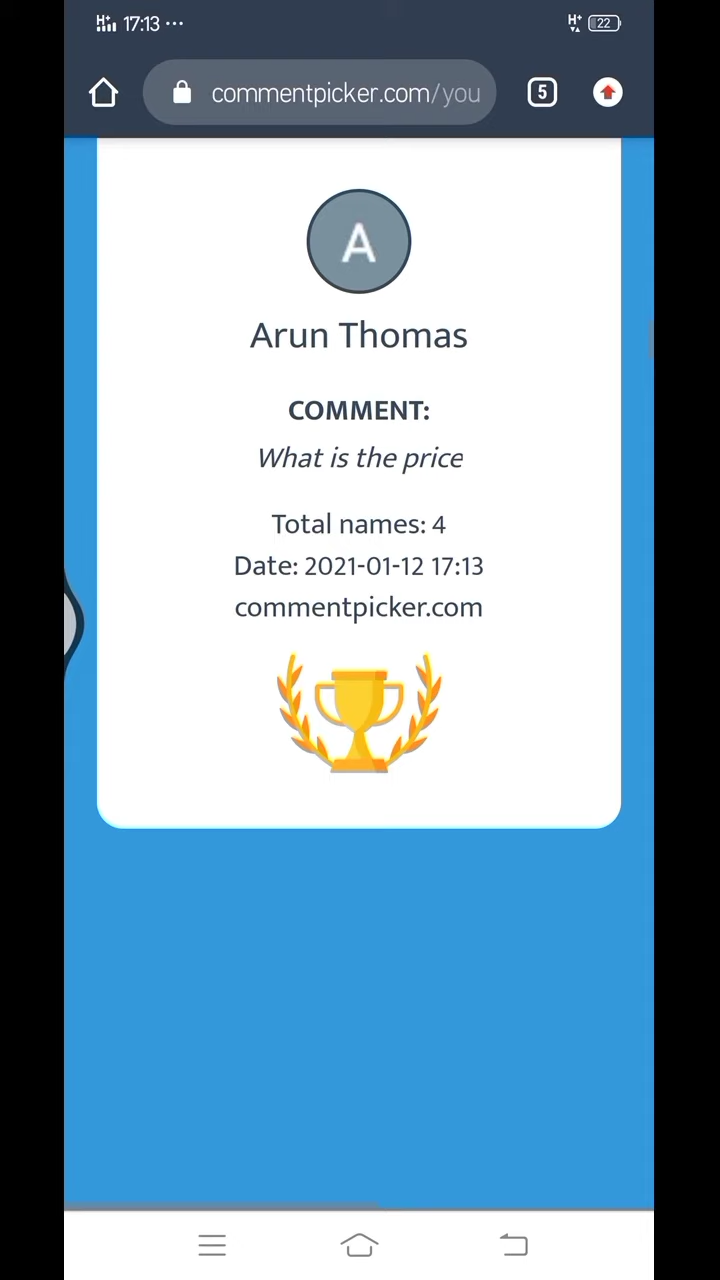 H+ 17:13 ··· H+ 22
commentpicker.com/you 5
A
Arun Thomas
COMMENT:
What is the price
Total names: 4
Date: 2021-01-12 17:13
commentpicker.com